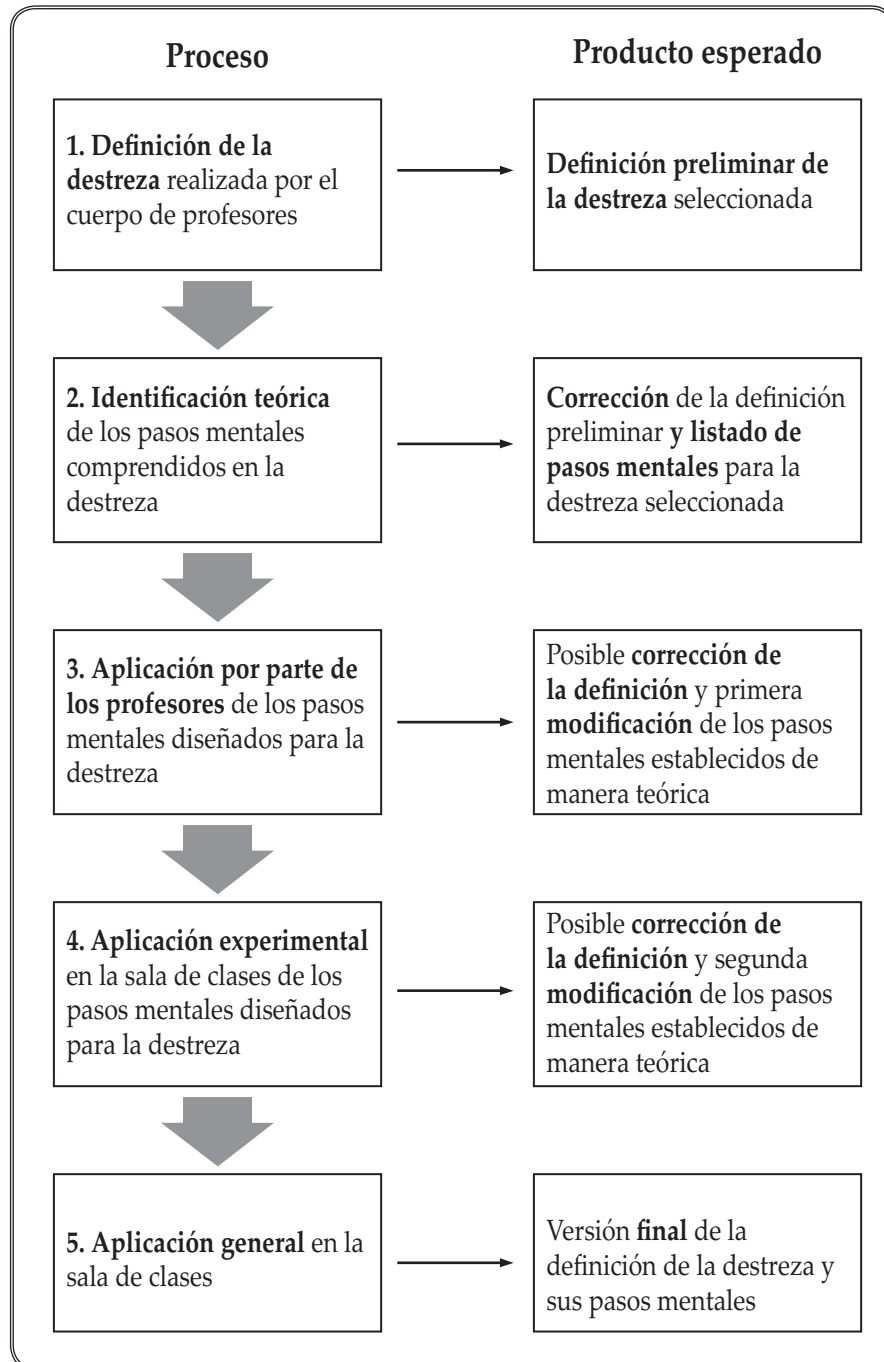 Proceso
Producto esperado
1. Definición de la
destreza realizada por el
cuerpo de profesores
Definición preliminar de
la destreza seleccionada
2. Identificación teórica
de los pasos mentales
comprendidos en la
destreza
Corrección de la definición
preliminar y listado de
pasos mentales para la
destreza seleccionada
3. Aplicación por parte de
los profesores de los pasos
mentales diseñados para la
destreza
Posible corrección de
la definición y primera
modificación de los pasos
mentales establecidos de
manera teórica
4. Aplicación experimental
en la sala de clases de los
pasos mentales diseñados
para la destreza
Posible corrección de
la definición y segunda
modificación de los pasos
mentales establecidos de
manera teórica
5. Aplicación general en la
sala de clases
Versión final de la
definición de la destreza y
sus pasos mentales